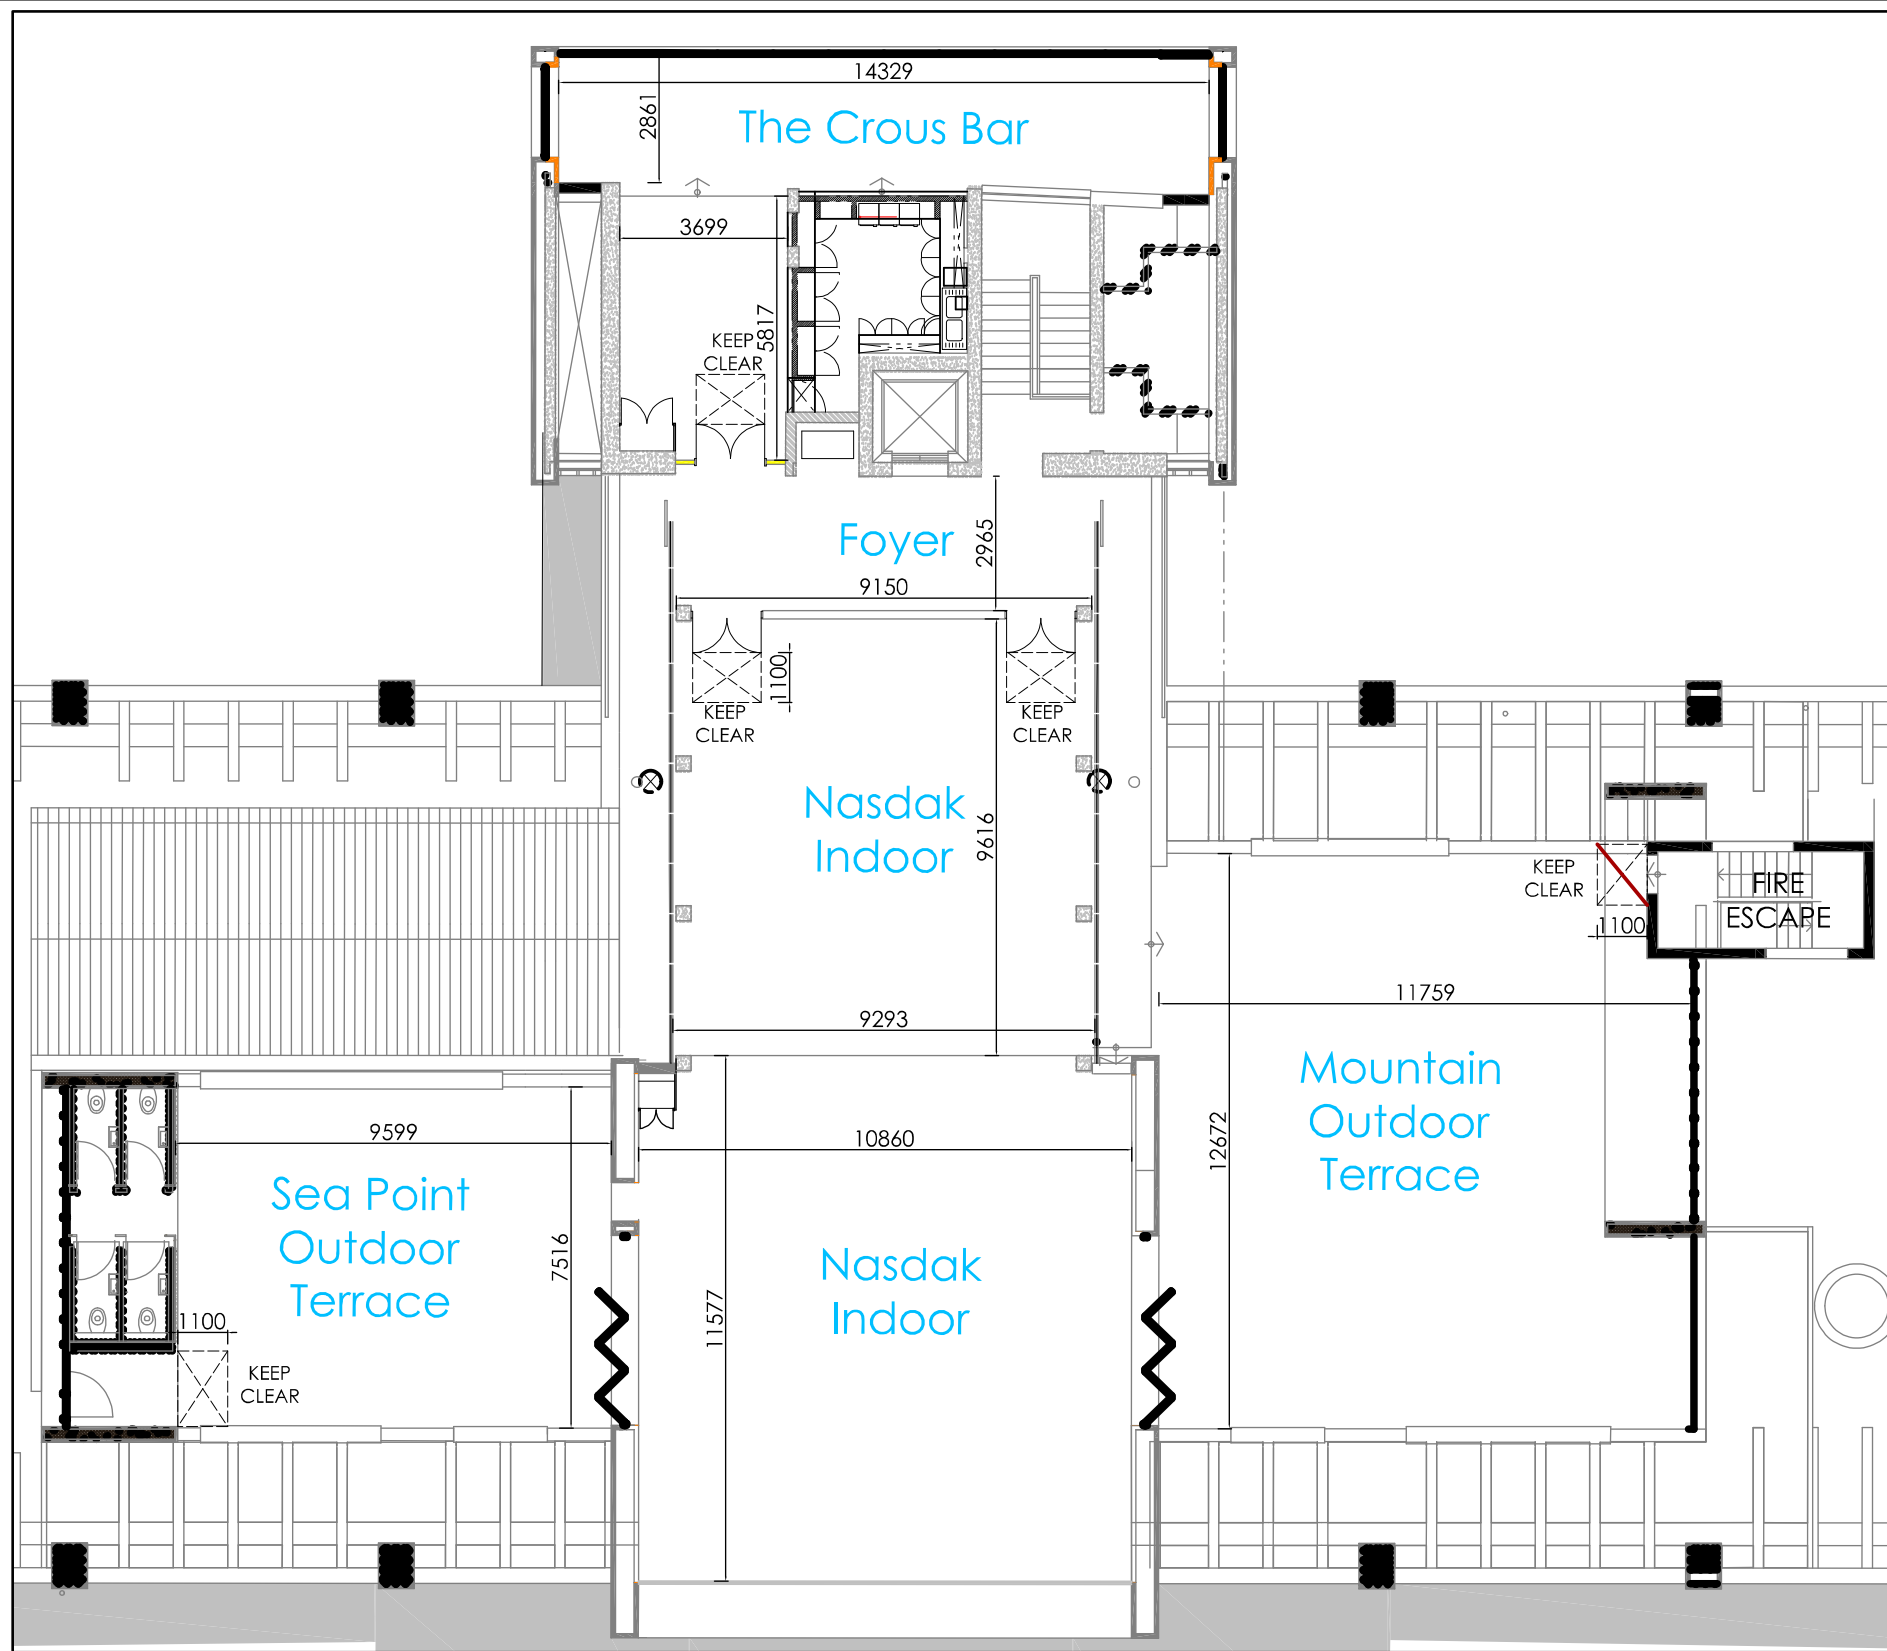 14329
2861
The Crous Bar
3699
5817
KEEP
CLEAR
Foyer
2965
9150
1100
KEEP
CLEAR
KEEP
CLEAR
Nasdak
Indoor
9616
KEEP
CLEAR
1100
FIRE
ESCAPE
9293
11759
Mountain
Outdoor
Terrace
12672
9599
10860
Sea Point
Outdoor
Terrace
7516
Nasdak
Indoor
11577
1100
KEEP
CLEAR